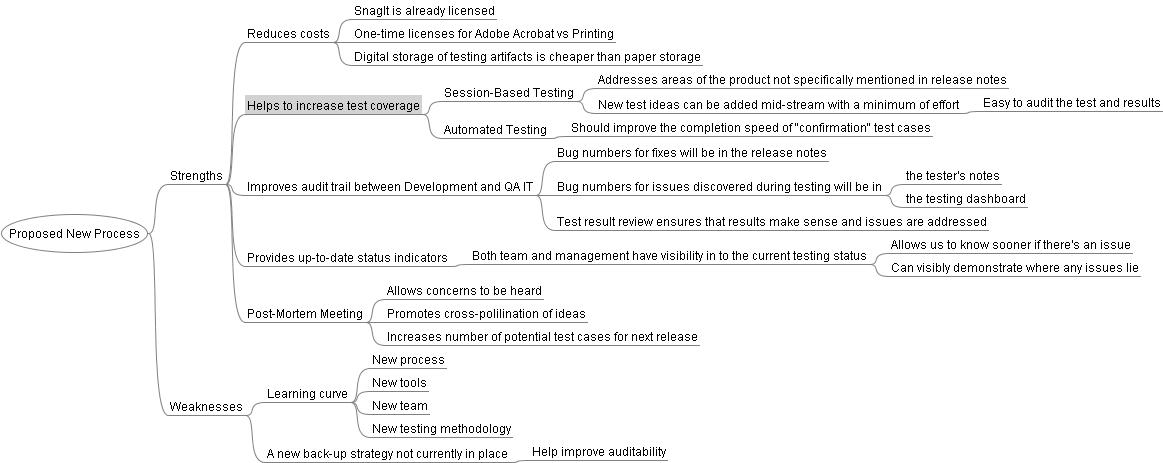 Proposed New Process
Strengths
Reduces costs
SnagIt is already licensed
One-time licenses for Adobe Acrobat vs Printing
Digital storage of testing artifacts is cheaper than paper storage
Helps to increase test coverage
Session-Based Testing
Addresses areas of the product not specifically mentioned in release notes
New test ideas can be added mid-stream with a minimum of effort
Easy to audit the test and results
Automated Testing
Should improve the completion speed of "confirmation" test cases
Improves audit trail between Development and QA IT
Bug numbers for fixes will be in the release notes
Bug numbers for issues discovered during testing will be in
the tester's notes
the testing dashboard
Test result review ensures that results make sense and issues are addressed
Provides up-to-date status indicators
Both team and management have visibility in to the current testing status
Allows us to know sooner if there's an issue
Can visibly demonstrate where any issues lie
Post-Mortem Meeting
Allows concerns to be heard
Promotes cross-polilination of ideas
Increases number of potential test cases for next release
Weaknesses
Learning curve
New process
New tools
New team
New testing methodology
A new back-up strategy not currently in place
Help improve auditability